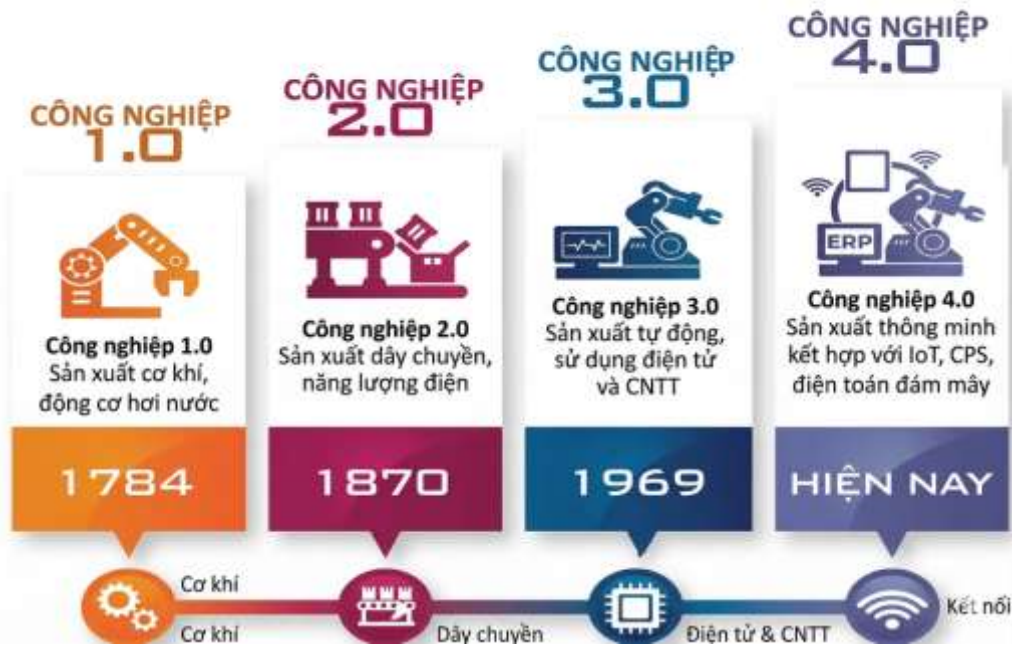 CÔNG NGHIỆP
1.0
Công nghiệp 1.0
Sản xuất cơ khí,
động cơ hơi nước
1784
CÔNG NGHIỆP
2.0
Công nghiệp 2.0
Sản xuất dây chuyền,
năng lượng điện
1870
CÔNG NGHIỆP
3.0
Công nghiệp 3.0
Sản xuất tự động,
sử dụng điện tử
và CNTT
1969
CÔNG NGHIỆP
4.0
ERP
Công nghiệp 4.0
Sản xuất thông minh
kết hợp với IoT, CPS,
điện toán đám mây
HIỆN NAY
Cơ khí
Cơ khí
Dây chuyền
Điện tử & CNTT
Kết nối